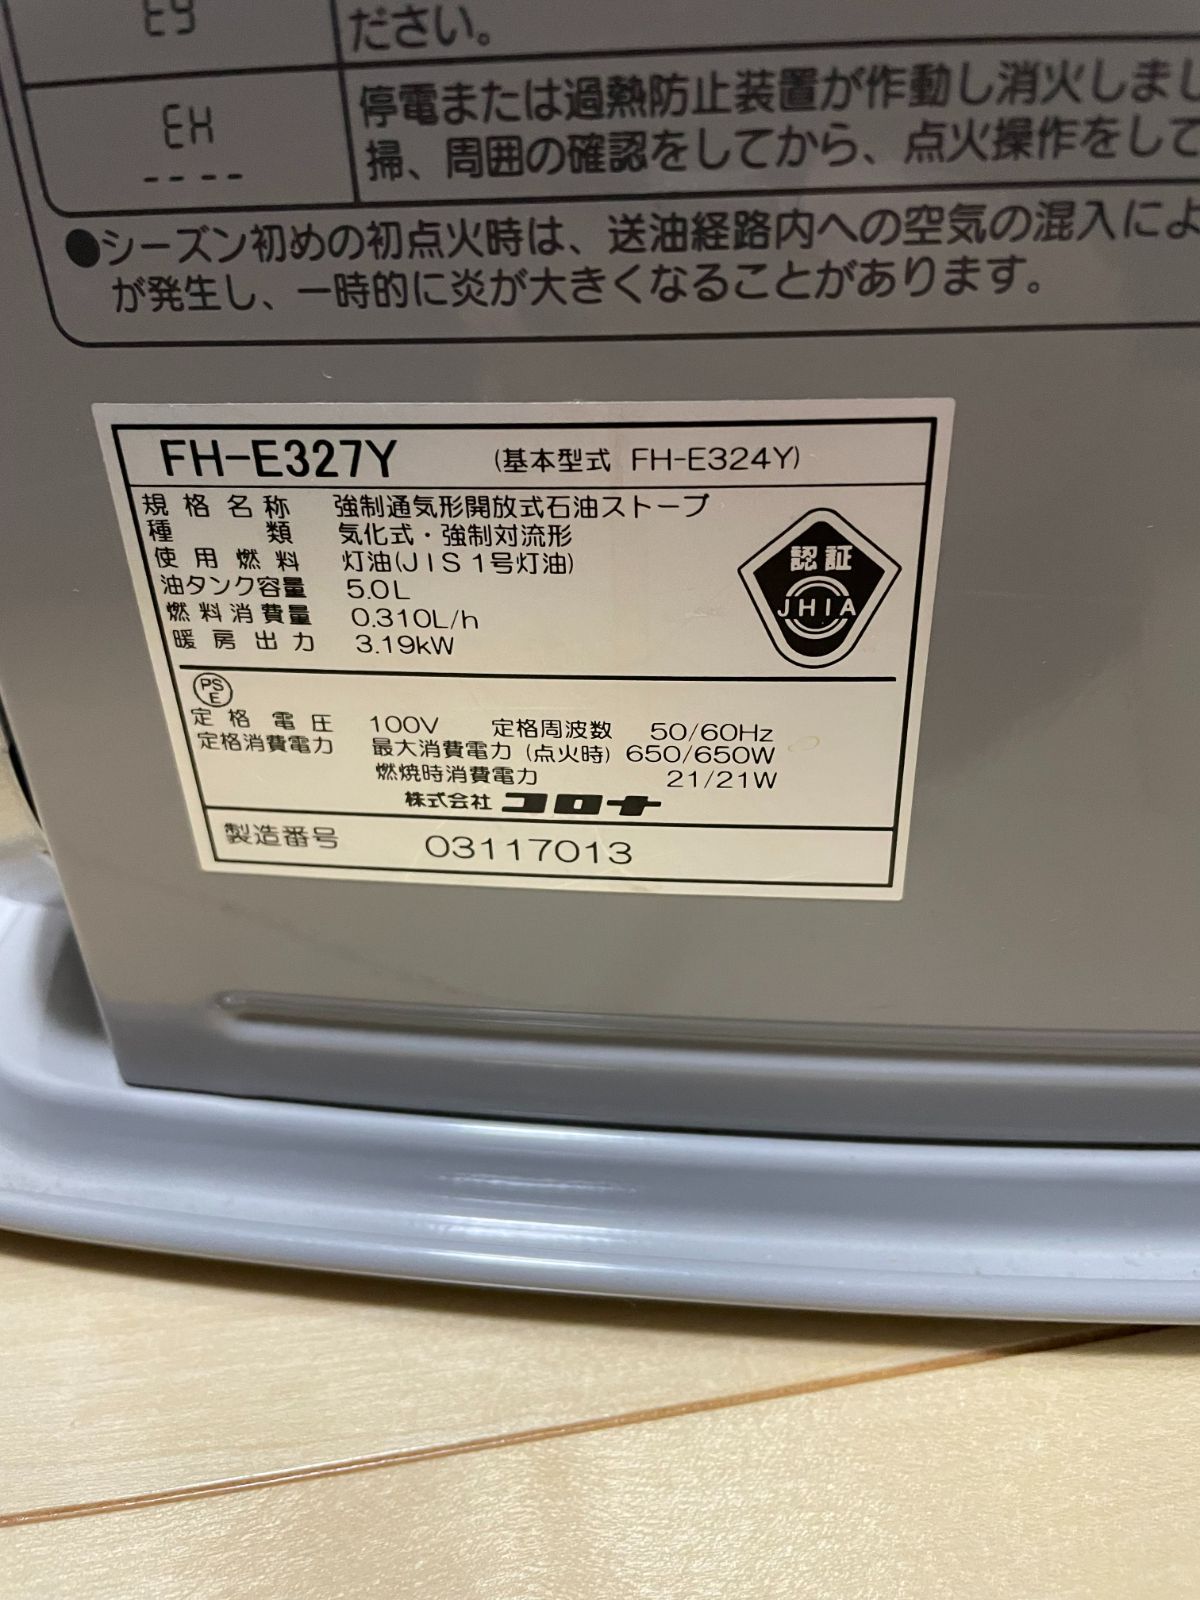 E9
ださい。
EH
停電または過熱防止装置が作動し消火しまし
----
掃、周囲の確認をしてから、点火操作をして
●シーズン初めの初点火時は、送油経路内への空気の混入によ
が発生し、一時的に炎が大きくなることがあります。
FH-E327Y (基本型式 FH-E324Y)
規格名称 強制通気形開放式石油ストーブ
種類 気化式・強制対流形
使用燃料 灯油(JIS1号灯油)
油タンク容量 5.0L
燃料消費量 0.310L/h
暖房出力 3.19kW
認証
JHIA
PS
E
定格電圧 100V 定格周波数 50/60Hz
定格消費電力 最大消費電力(点火時) 650/650W
燃焼時消費電力 21/21W
株式会社 コロナ
製造番号 03117013